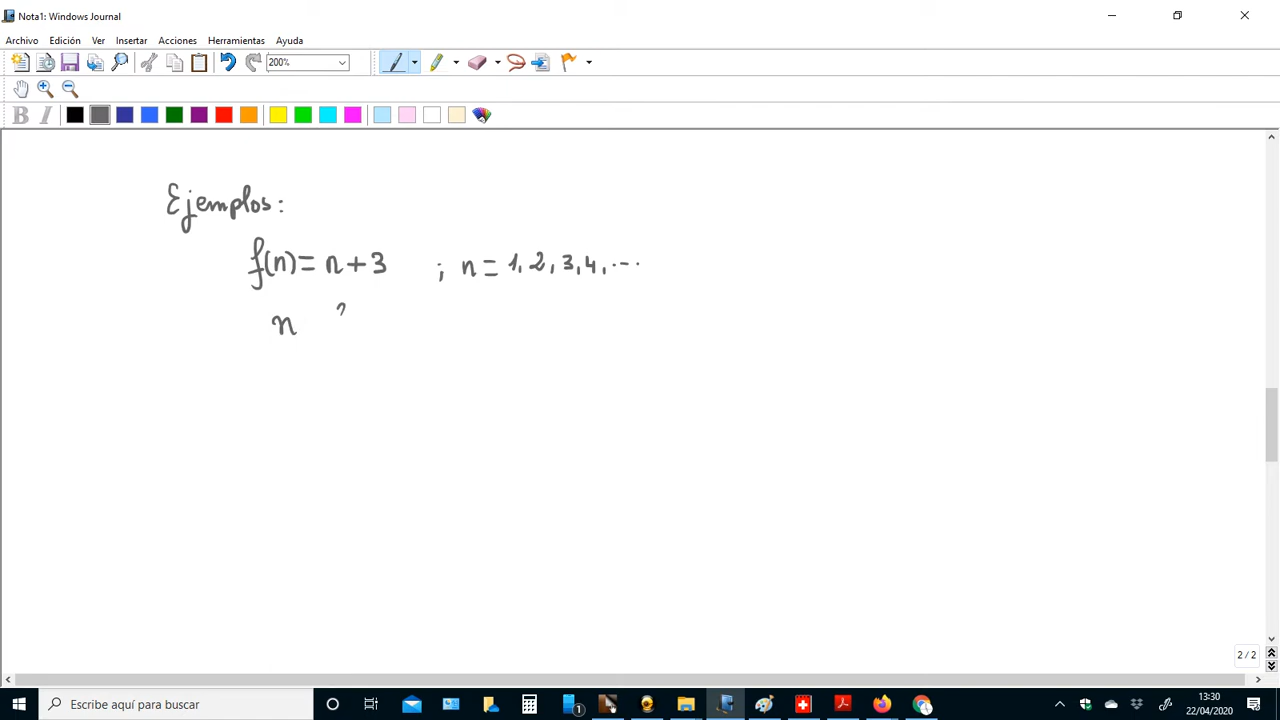 Nota1: Windows Journal
Archivo Edición Ver Insertar Acciones Herramientas Ayuda
200%
B I
Ejemplos:
f(n) = n + 3 ; n = 1, 2, 3, 4, ...
n
2 / 2
Escribe aquí para buscar
1
13:30
22/04/2020